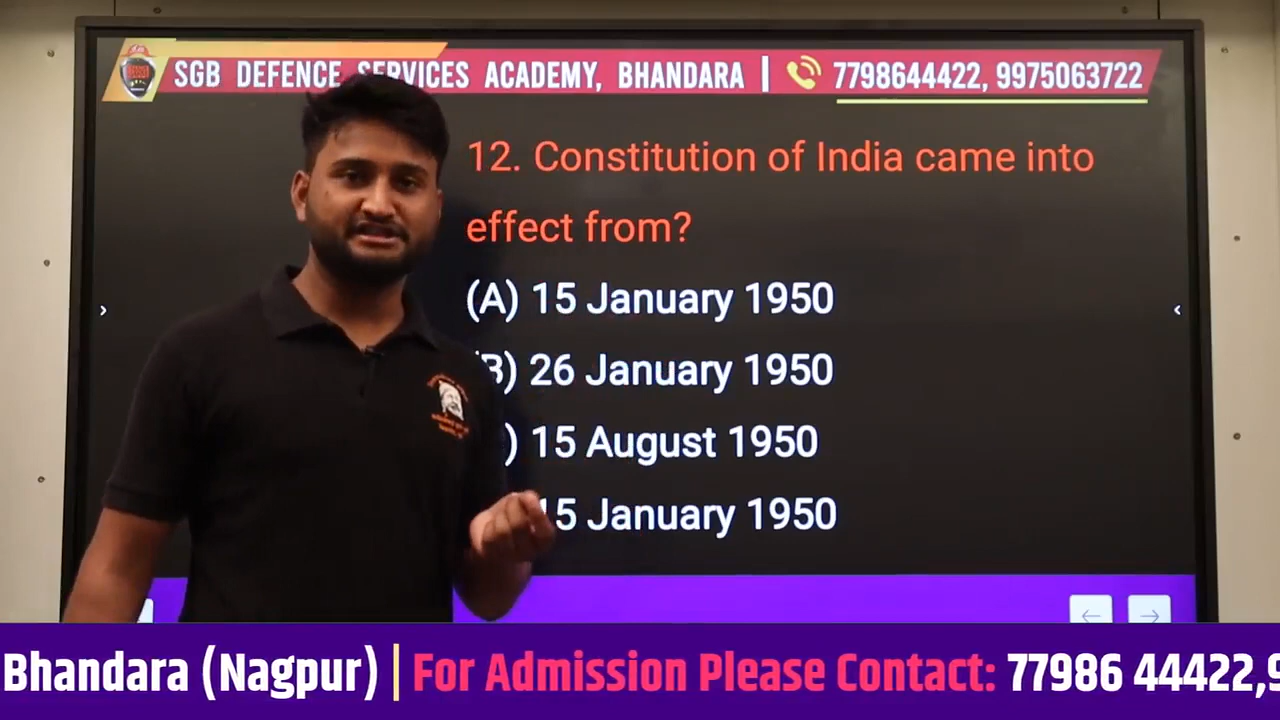 SGB DEFENCE SERVICES ACADEMY, BHANDARA | 7798644422, 9975063722
12. Constitution of India came into
effect from?
(A) 15 January 1950
B) 26 January 1950
) 15 August 1950
15 January 1950
Bhandara (Nagpur) | For Admission Please Contact: 77986 44422,9